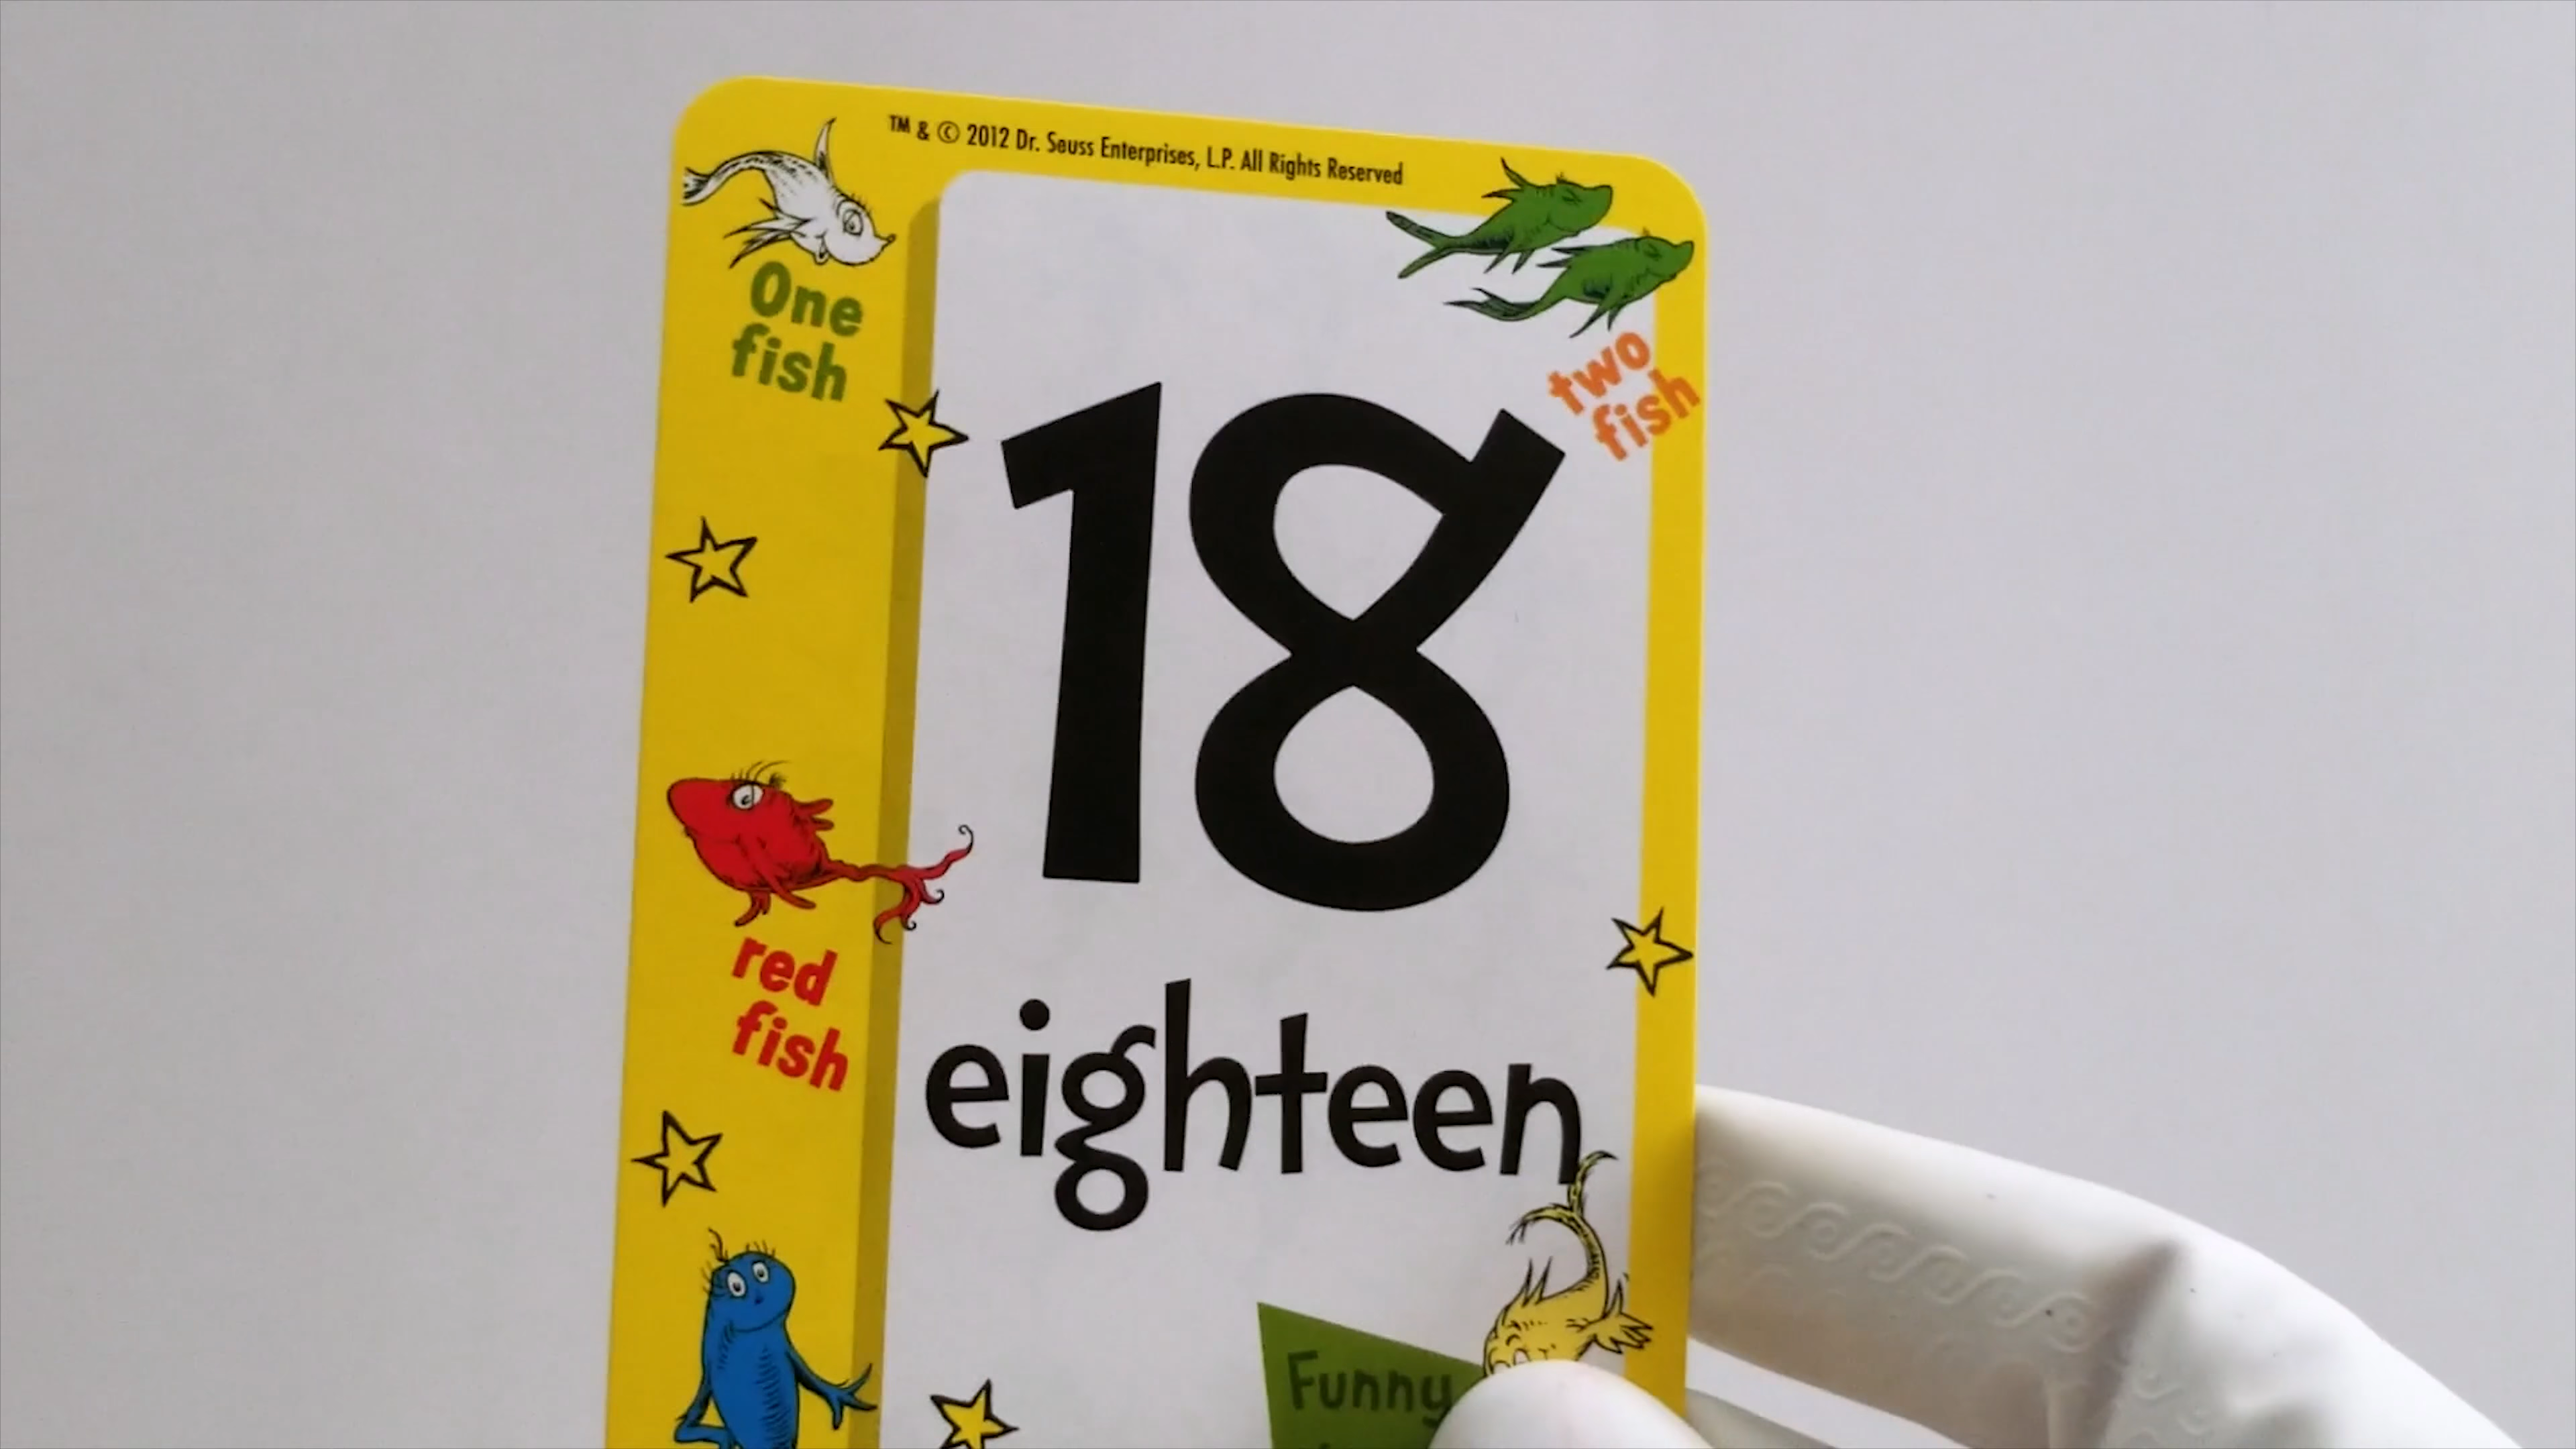 ™ & © 2012 Dr. Seuss Enterprises, L.P. All Rights Reserved
One
fish
two
fish
18
red
fish
eighteen
Funny